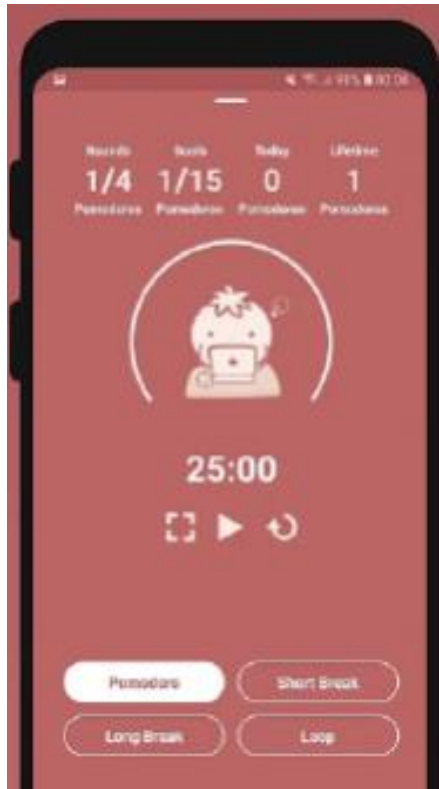 Rounds Goals Today Lifetime
1/4 1/15 0 1
Pomodoros Pomodoros Pomodoros Pomodoros
25:00
Pomodoro Short Break
Long Break Loop